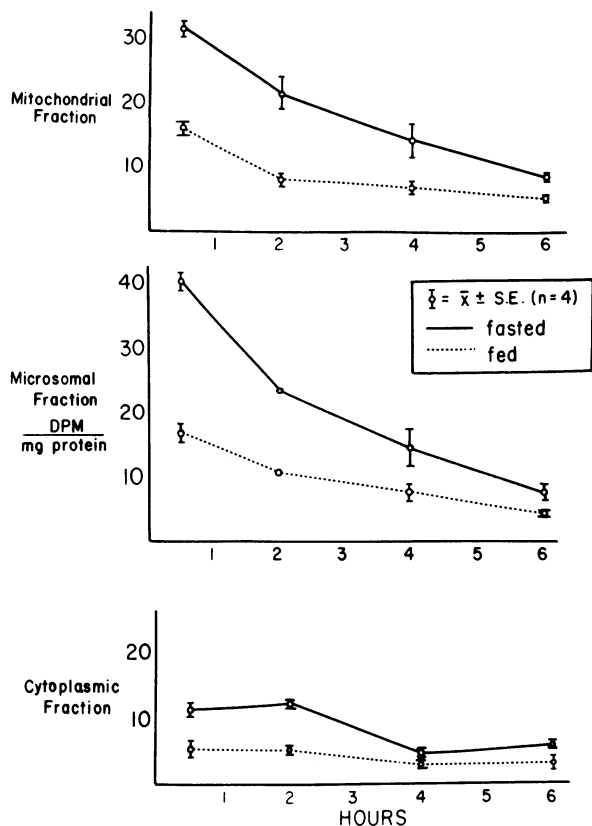 30
Mitochondrial
20
Fraction
10
1 2 3 4 5 6
40
⌽ = x̄ ± S.E. (n=4)
fasted
fed
30
Microsomal
Fraction
20
DPM
mg protein
10
1 2 3 4 5 6
20
Cytoplasmic
Fraction
10
1 2 3 4 5 6
HOURS